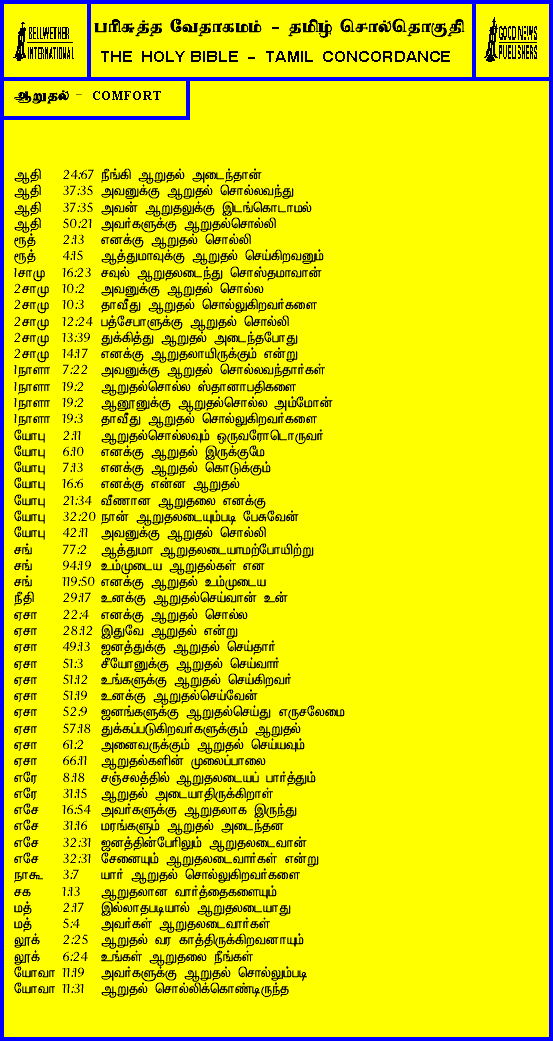 BELLWETHER
INTERNATIONAL
பரிசுத்த வேதாகமம் - தமிழ் சொல்தொகுதி
THE HOLY BIBLE - TAMIL CONCORDANCE
GOOD NEWS
PUBLISHERS
ஆறுதல் - COMFORT
ஆதி 24:67 நீங்கி ஆறுதல் அடைந்தான்
ஆதி 37:35 அவனுக்கு ஆறுதல் சொல்லவந்து
ஆதி 37:35 அவன் ஆறுதலுக்கு இடங்கொடாமல்
ஆதி 50:21 அவர்களுக்கு ஆறுதல்சொல்லி
ரூத் 2:13 எனக்கு ஆறுதல் சொல்லி
ரூத் 4:15 ஆத்துமாவுக்கு ஆறுதல் செய்கிறவனும்
1சாமு 16:23 சவுல் ஆறுதலடைந்து சொஸ்தமாவான்
2சாமு 10:2 அவனுக்கு ஆறுதல் சொல்ல
2சாமு 10:3 தாவீது ஆறுதல் சொல்லுகிறவர்களை
2சாமு 12:24 பத்சேபாளுக்கு ஆறுதல் சொல்லி
2சாமு 13:39 துக்கித்து ஆறுதல் அடைந்தபோது
2சாமு 14:17 எனக்கு ஆறுதலாயிருக்கும் என்று
1நாளா 7:22 அவனுக்கு ஆறுதல் சொல்லவந்தார்கள்
1நாளா 19:2 ஆறுதல்சொல்ல ஸ்தானாபதிகளை
1நாளா 19:2 ஆனூனுக்கு ஆறுதல்சொல்ல அம்மோன்
1நாளா 19:3 தாவீது ஆறுதல் சொல்லுகிறவர்களை
யோபு 2:11 ஆறுதல்சொல்லவும் ஒருவரோடொருவர்
யோபு 6:10 எனக்கு ஆறுதல் இருக்குமே
யோபு 7:13 எனக்கு ஆறுதல் கொடுக்கும்
யோபு 16:6 எனக்கு என்ன ஆறுதல்
யோபு 21:34 வீணான ஆறுதலை எனக்கு
யோபு 32:20 நான் ஆறுதலடையும்படி பேசுவேன்
யோபு 42:11 அவனுக்கு ஆறுதல் சொல்லி
சங் 77:2 ஆத்துமா ஆறுதலடையாமற்போயிற்று
சங் 94:19 உம்முடைய ஆறுதல்கள் என
சங் 119:50 எனக்கு ஆறுதல் உம்முடைய
நீதி 29:17 உனக்கு ஆறுதல்செய்வான் உன்
ஏசா 22:4 எனக்கு ஆறுதல் சொல்ல
ஏசா 28:12 இதுவே ஆறுதல் என்று
ஏசா 49:13 ஜனத்துக்கு ஆறுதல் செய்தார்
ஏசா 51:3 சீயோனுக்கு ஆறுதல் செய்வார்
ஏசா 51:12 உங்களுக்கு ஆறுதல் செய்கிறவர்
ஏசா 51:19 உனக்கு ஆறுதல்செய்வேன்
ஏசா 52:9 ஜனங்களுக்கு ஆறுதல்செய்து எருசலேமை
ஏசா 57:18 துக்கப்படுகிறவர்களுக்கும் ஆறுதல்
ஏசா 61:2 அனைவருக்கும் ஆறுதல் செய்யவும்
ஏசா 66:11 ஆறுதல்களின் முலைப்பாலை
எரே 8:18 சஞ்சலத்தில் ஆறுதலடையப் பார்த்தும்
எரே 31:15 ஆறுதல் அடையாதிருக்கிறாள்
எசே 16:54 அவர்களுக்கு ஆறுதலாக இருந்து
எசே 31:16 மரங்களும் ஆறுதல் அடைந்தன
எசே 32:31 ஜனத்தின்பேரிலும் ஆறுதலடைவான்
எசே 32:31 சேனையும் ஆறுதலடைவார்கள் என்று
நாகூ 3:7 யார் ஆறுதல் சொல்லுகிறவர்களை
சக 1:13 ஆறுதலான வார்த்தைகளையும்
மத் 2:17 இல்லாதபடியால் ஆறுதலடையாது
மத் 5:4 அவர்கள் ஆறுதலடைவார்கள்
லூக் 2:25 ஆறுதல் வர காத்திருக்கிறவனாயும்
லூக் 6:24 உங்கள் ஆறுதலை நீங்கள்
யோவா 11:19 அவர்களுக்கு ஆறுதல் சொல்லும்படி
யோவா 11:31 ஆறுதல் சொல்லிக்கொண்டிருந்த